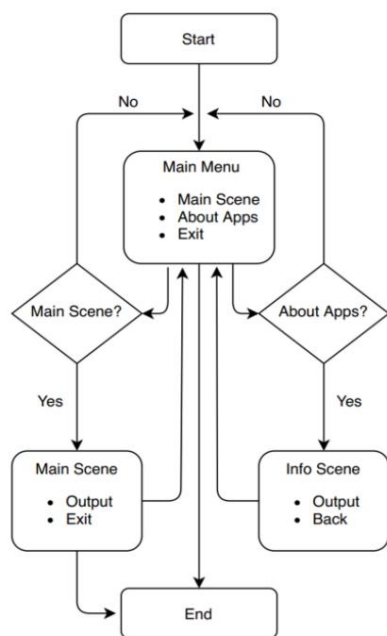 Start
No
No
Main Menu
• Main Scene
• About Apps
• Exit
Main Scene?
About Apps?
Yes
Yes
Main Scene
• Output
• Exit
Info Scene
• Output
• Back
End